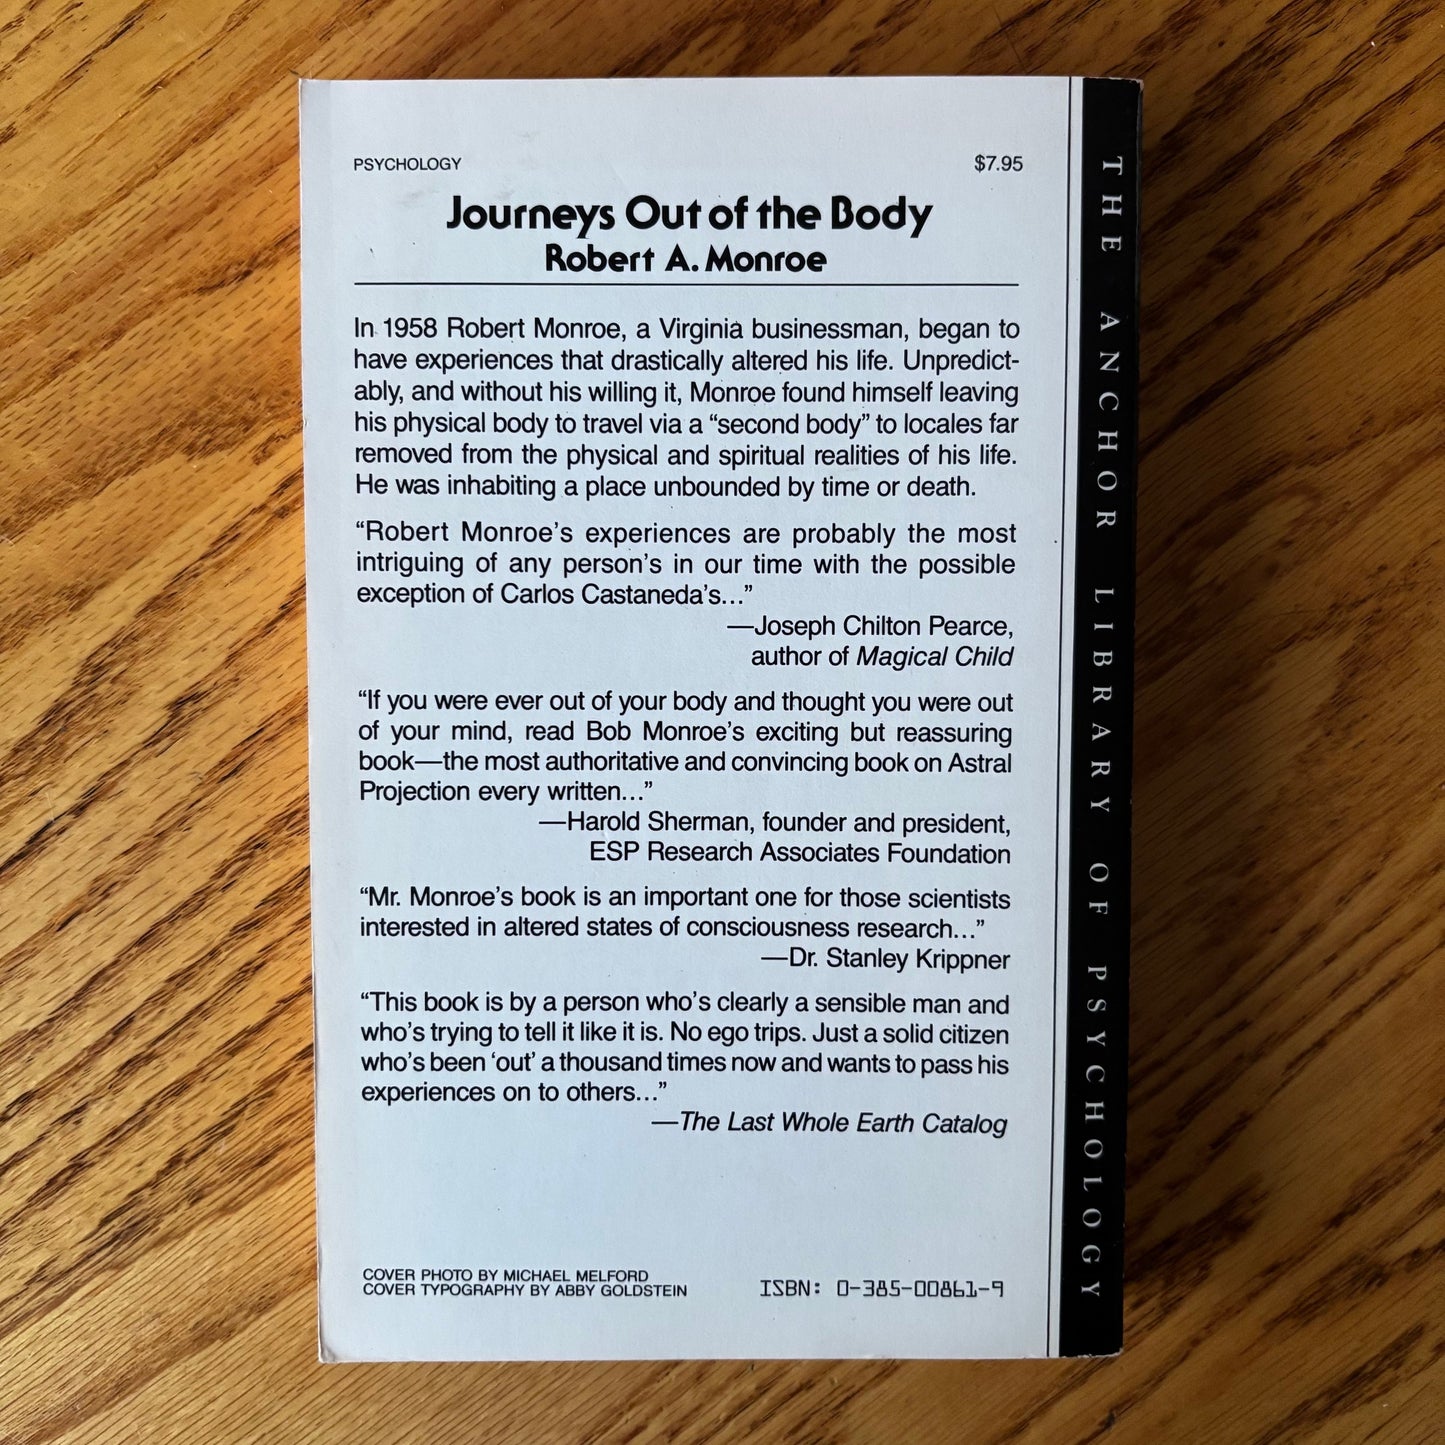 PSYCHOLOGY
$7.95
Journeys Out of the Body
Robert A. Monroe
In 1958 Robert Monroe, a Virginia businessman, began to
have experiences that drastically altered his life. Unpredict-
ably, and without his willing it, Monroe found himself leaving
his physical body to travel via a “second body” to locales far
removed from the physical and spiritual realities of his life.
He was inhabiting a place unbounded by time or death.
“Robert Monroe’s experiences are probably the most
intriguing of any person’s in our time with the possible
exception of Carlos Castaneda’s...”
—Joseph Chilton Pearce,
author of Magical Child
“If you were ever out of your body and thought you were out
of your mind, read Bob Monroe’s exciting but reassuring
book—the most authoritative and convincing book on Astral
Projection every written...”
—Harold Sherman, founder and president,
ESP Research Associates Foundation
“Mr. Monroe’s book is an important one for those scientists
interested in altered states of consciousness research...”
—Dr. Stanley Krippner
“This book is by a person who’s clearly a sensible man and
who’s trying to tell it like it is. No ego trips. Just a solid citizen
who’s been ‘out’ a thousand times now and wants to pass his
experiences on to others...”
—The Last Whole Earth Catalog
COVER PHOTO BY MICHAEL MELFORD
COVER TYPOGRAPHY BY ABBY GOLDSTEIN
ISBN: 0-385-00861-9
THE ANCHOR LIBRARY OF PSYCHOLOGY